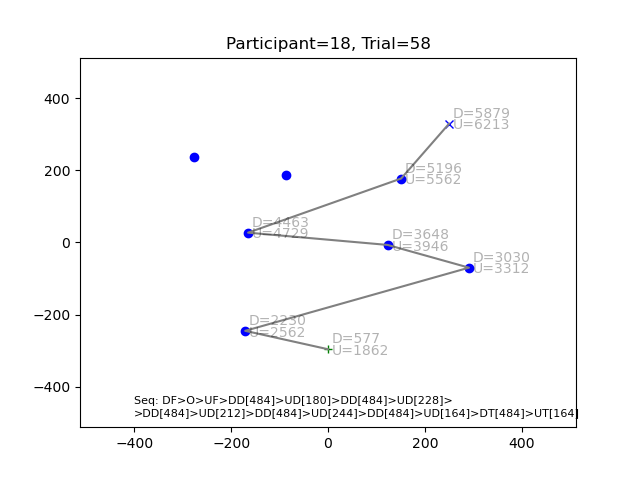 Participant=18, Trial=58
400
200
0
−200
−400
D=5879
U=6213
D=5196
U=5562
D=4463
U=4729
D=3648
U=3946
D=3030
U=3312
D=2230
U=2562
D=577
U=1862
Seq: DF>O>UF>DD[484]>UD[180]>DD[484]>UD[228]>
>DD[484]>UD[212]>DD[484]>UD[244]>DD[484]>UD[164]>DT[484]>UT[164]
−400 −200 0 200 400